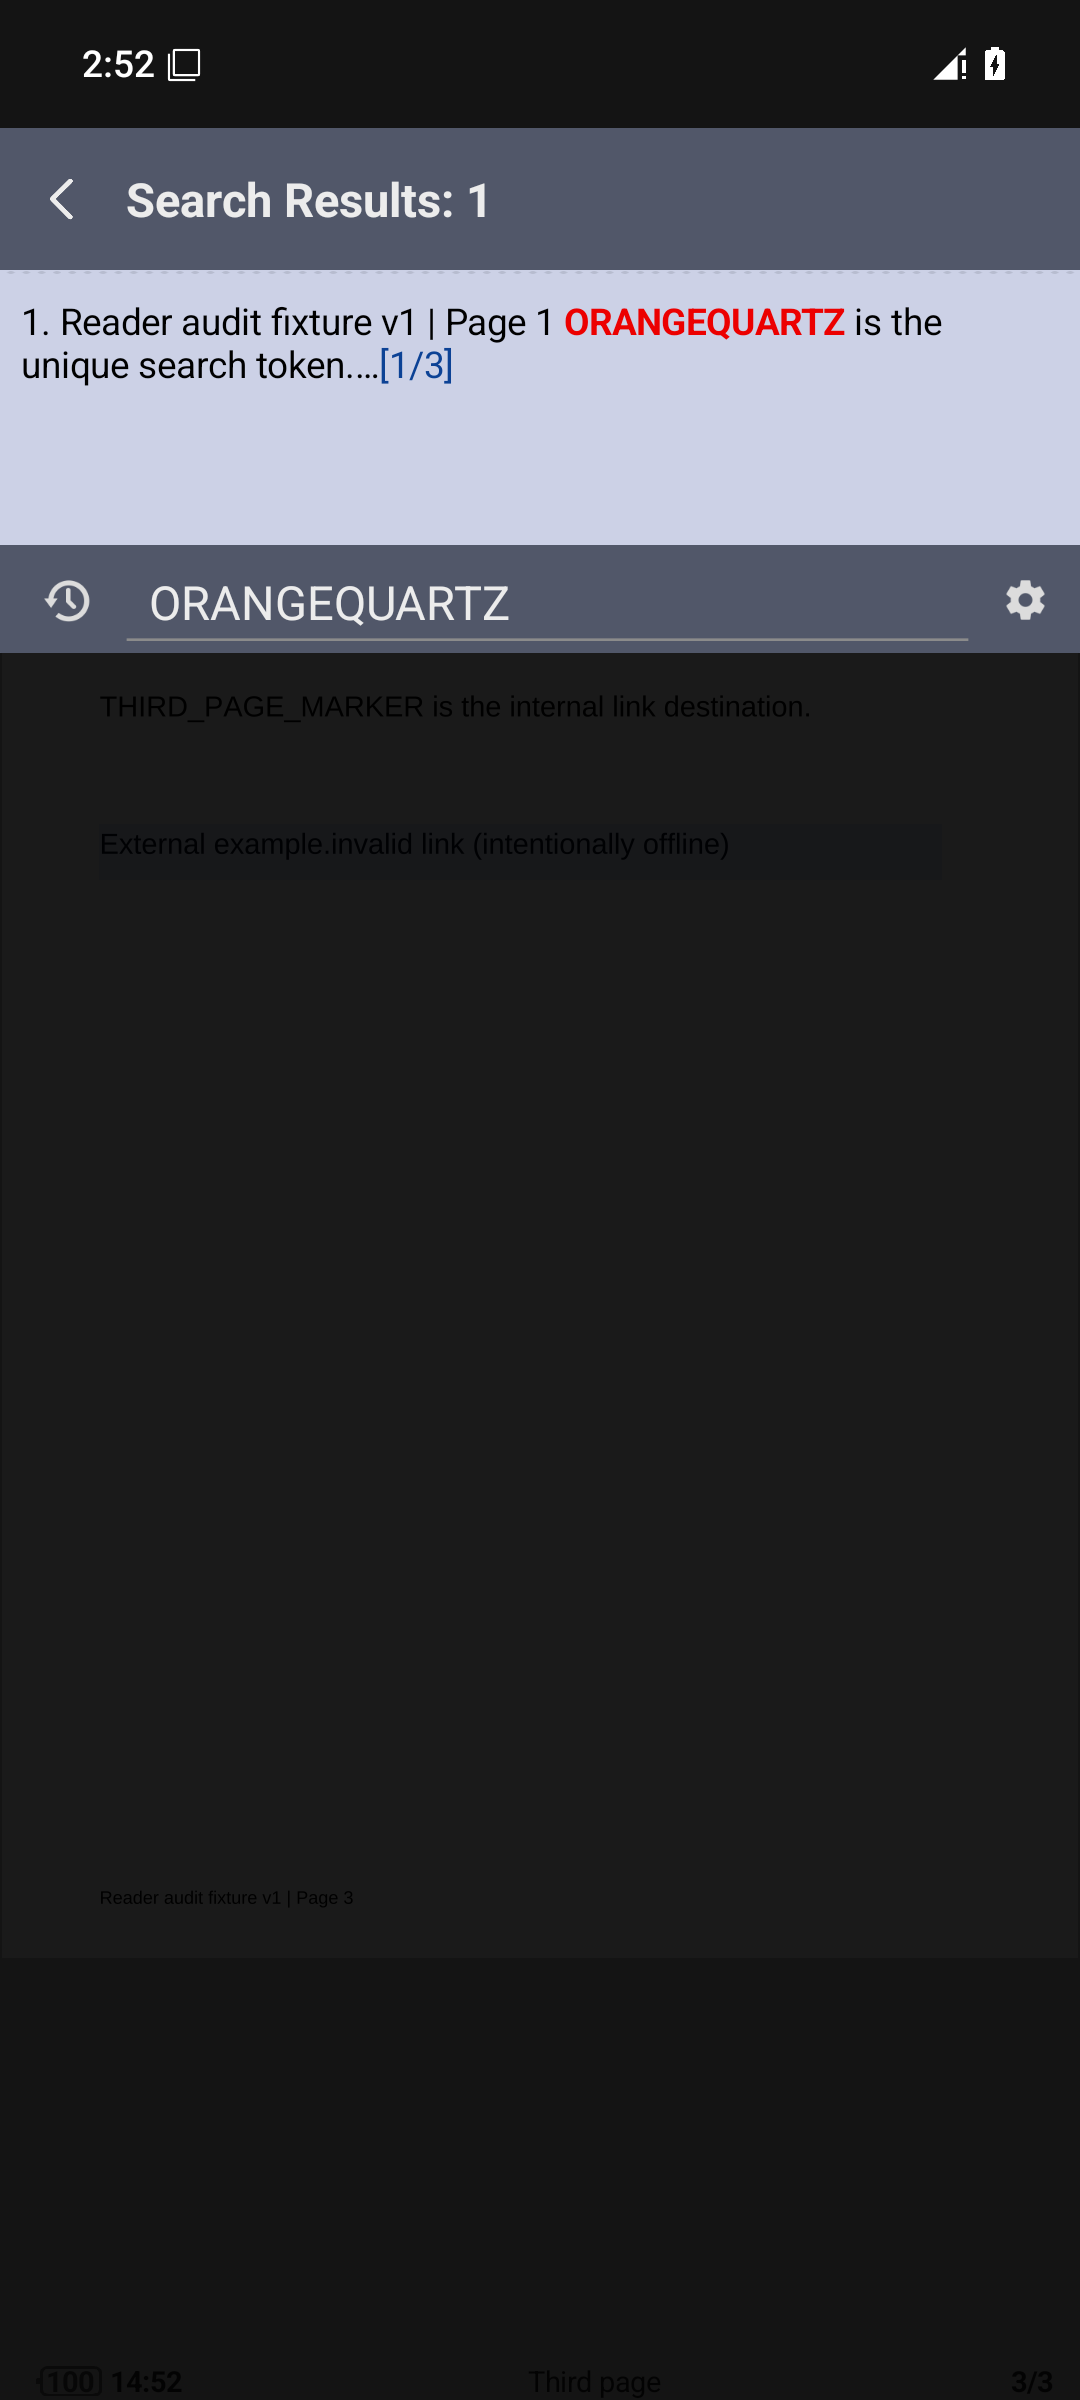 2:52
Search Results: 1
1. Reader audit fixture v1 | Page 1 ORANGEQUARTZ is the
unique search token....[1/3]
ORANGEQUARTZ
THIRD_PAGE_MARKER is the internal link destination.
External example.invalid link (intentionally offline)
Reader audit fixture v1 | Page 3
100 14:52 Third page 3/3